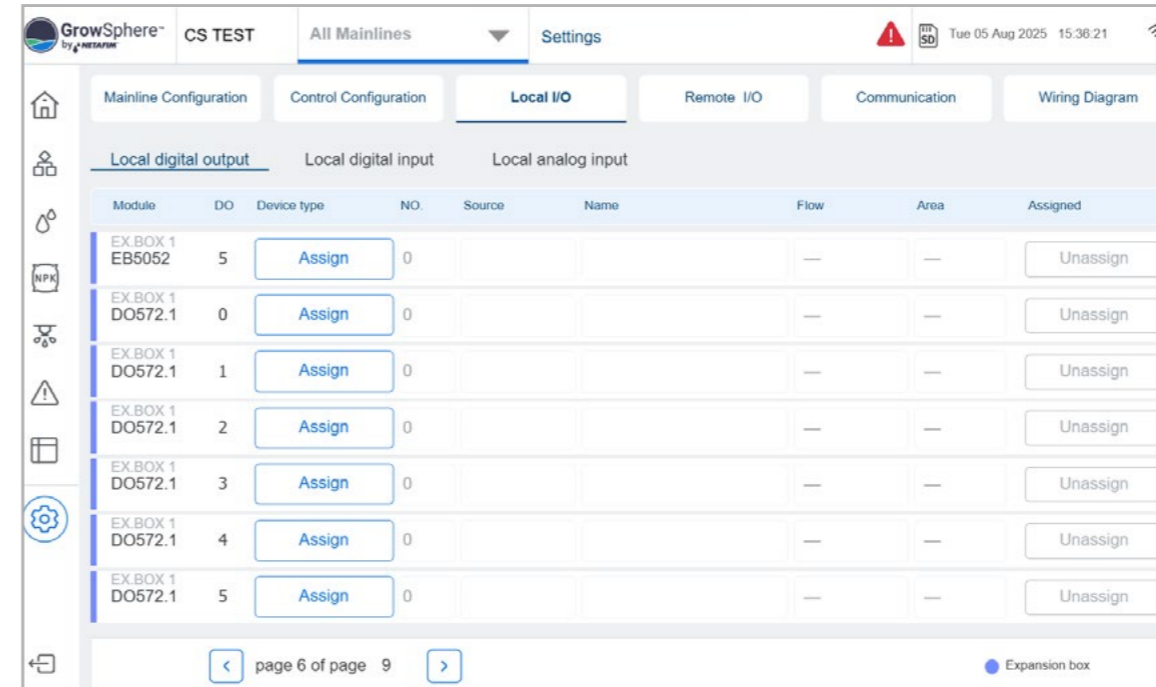 GrowSphere™
by NETAFIM™
CS TEST
All Mainlines
Settings
SD
Tue 05 Aug 2025 15:36:21
Mainline Configuration
Control Configuration
Local I/O
Remote I/O
Communication
Wiring Diagram
Local digital output
Local digital input
Local analog input
Module DO Device type NO. Source Name Flow Area Assigned
EX.BOX 1
EB5052 5 Assign 0 — — Unassign
EX.BOX 1
DO572.1 0 Assign 0 — — Unassign
EX.BOX 1
DO572.1 1 Assign 0 — — Unassign
EX.BOX 1
DO572.1 2 Assign 0 — — Unassign
EX.BOX 1
DO572.1 3 Assign 0 — — Unassign
EX.BOX 1
DO572.1 4 Assign 0 — — Unassign
EX.BOX 1
DO572.1 5 Assign 0 — — Unassign
NPK
< page 6 of page 9 >
Expansion box